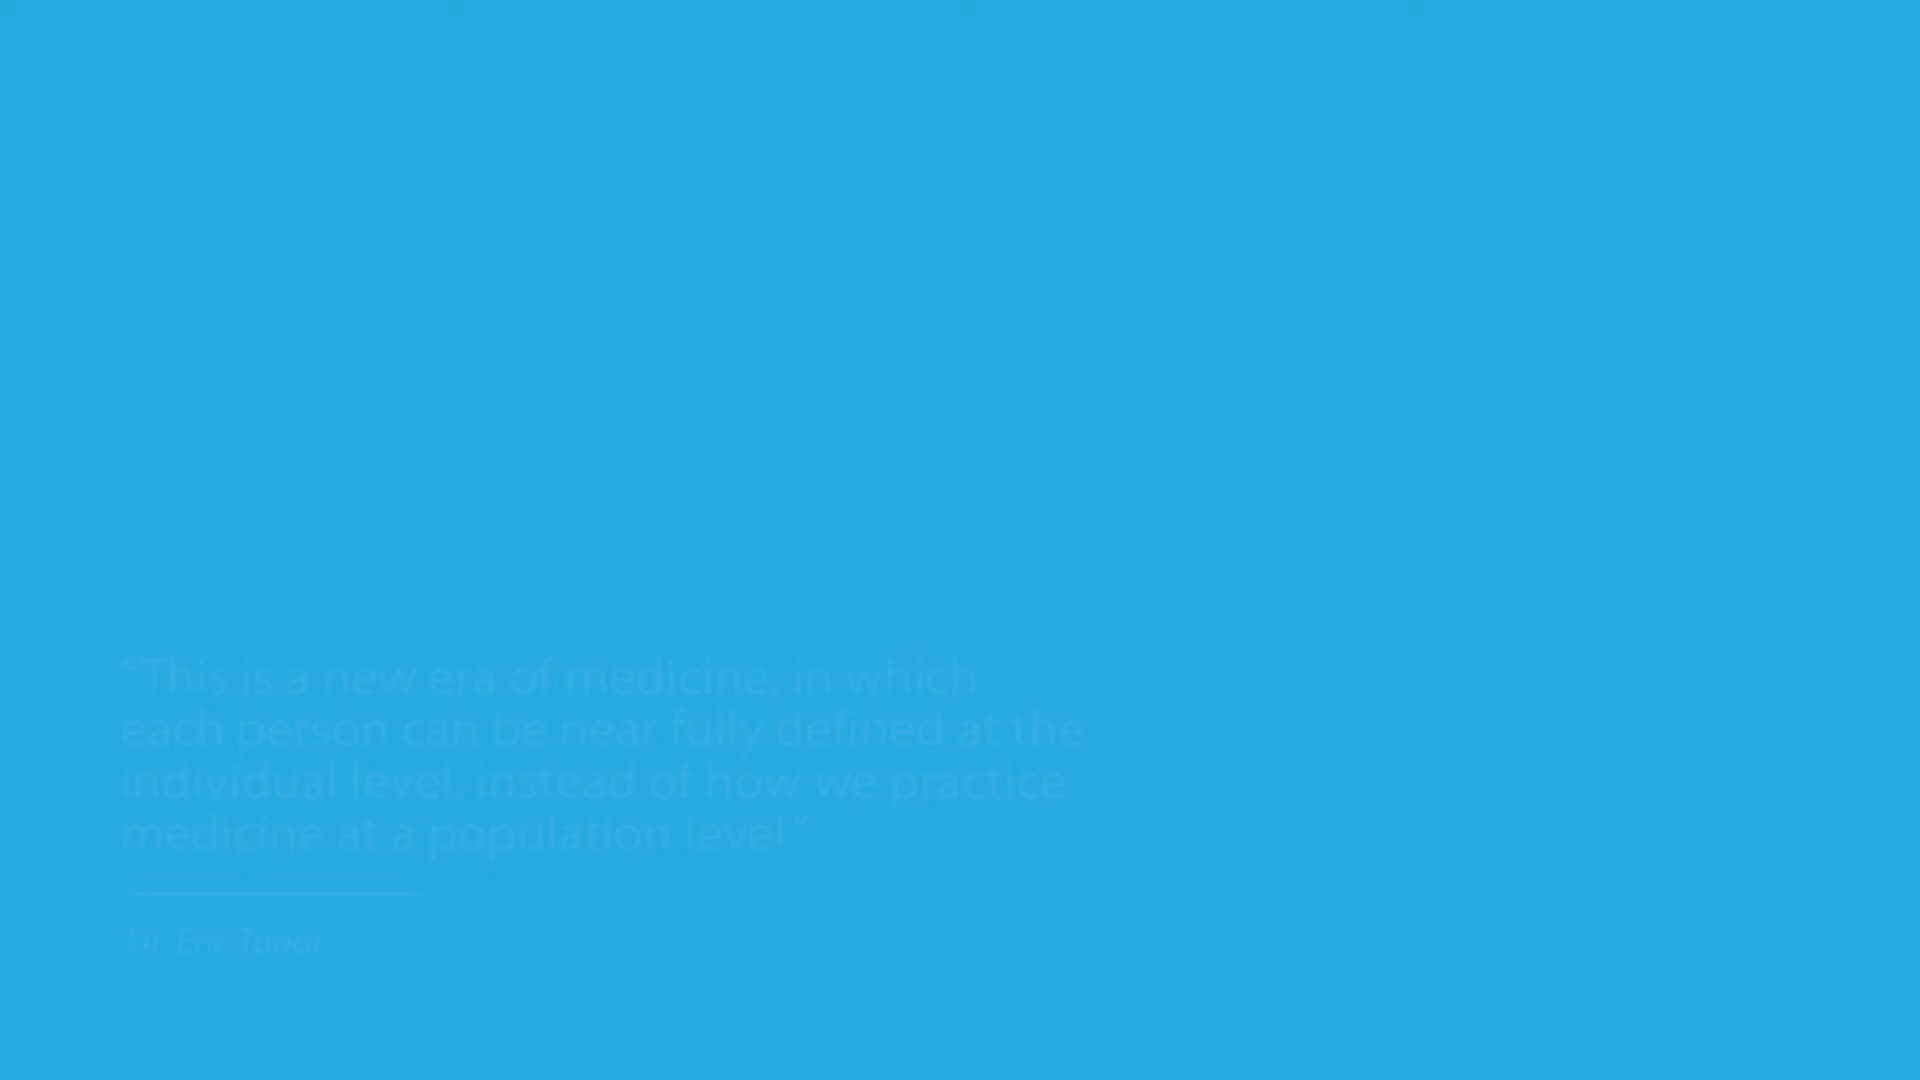 “This is a new era of medicine, in which
each person can be near fully defined at the
individual level, instead of how we practice
medicine at a population level.”
Dr. Eric Topol